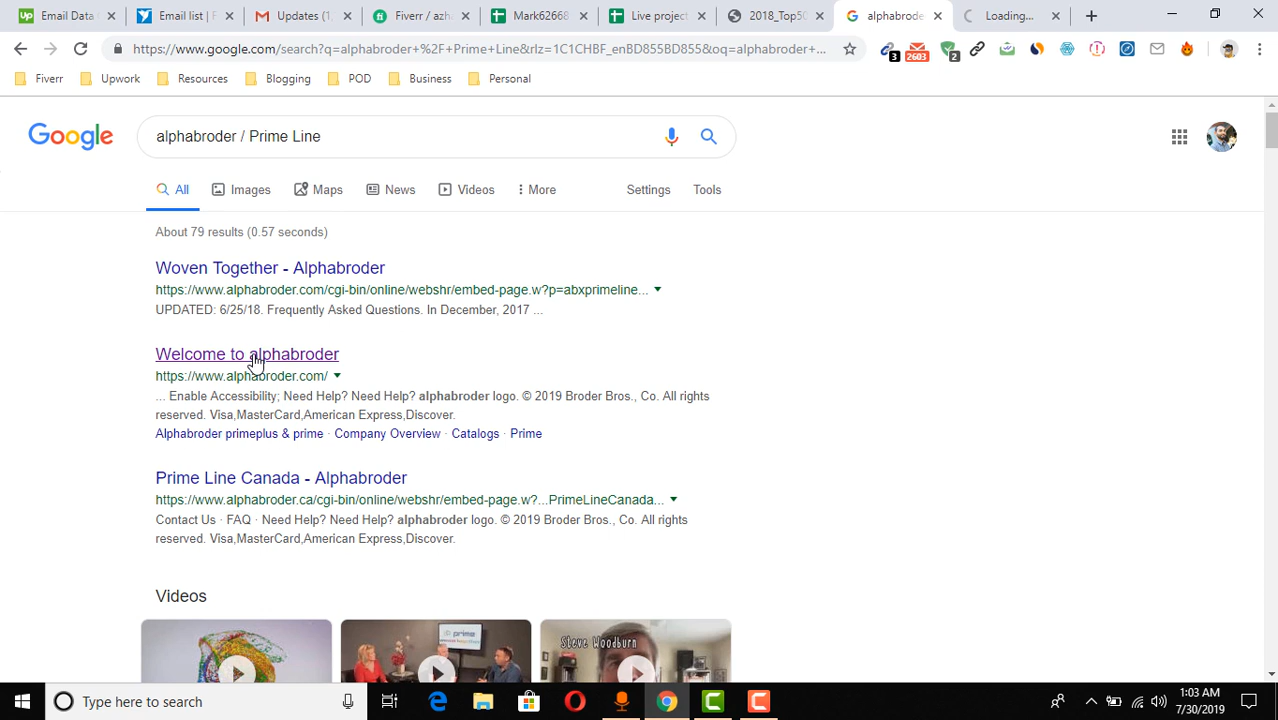 Email Data |
Email list | F
Updates (1,
Fiverr / azh
Mark62668
Live project
2018_Top50
alphabrode
Loading...
https://www.google.com/search?q=alphabroder+%2F+Prime+Line&rlz=1C1CHBF_enBD855BD855&oq=alphabroder+...
3
2603
2
Fiverr
Upwork
Resources
Blogging
POD
Business
Personal
Google
alphabroder / Prime Line
All
Images
Maps
News
Videos
More
Settings
Tools
About 79 results (0.57 seconds)
Woven Together - Alphabroder
https://www.alphabroder.com/cgi-bin/online/webshr/embed-page.w?p=abxprimeline...
UPDATED: 6/25/18. Frequently Asked Questions. In December, 2017 ...
Welcome to alphabroder
https://www.alphabroder.com/
... Enable Accessibility; Need Help? Need Help? alphabroder logo. © 2019 Broder Bros., Co. All rights
reserved. Visa,MasterCard,American Express,Discover.
Alphabroder primeplus & prime · Company Overview · Catalogs · Prime
Prime Line Canada - Alphabroder
https://www.alphabroder.ca/cgi-bin/online/webshr/embed-page.w?...PrimeLineCanada...
Contact Us · FAQ · Need Help? Need Help? alphabroder logo. © 2019 Broder Bros., Co. All rights
reserved. Visa,MasterCard,American Express,Discover.
Videos
prime
Steve Woodburn
Type here to search
1:03 AM
7/30/2019